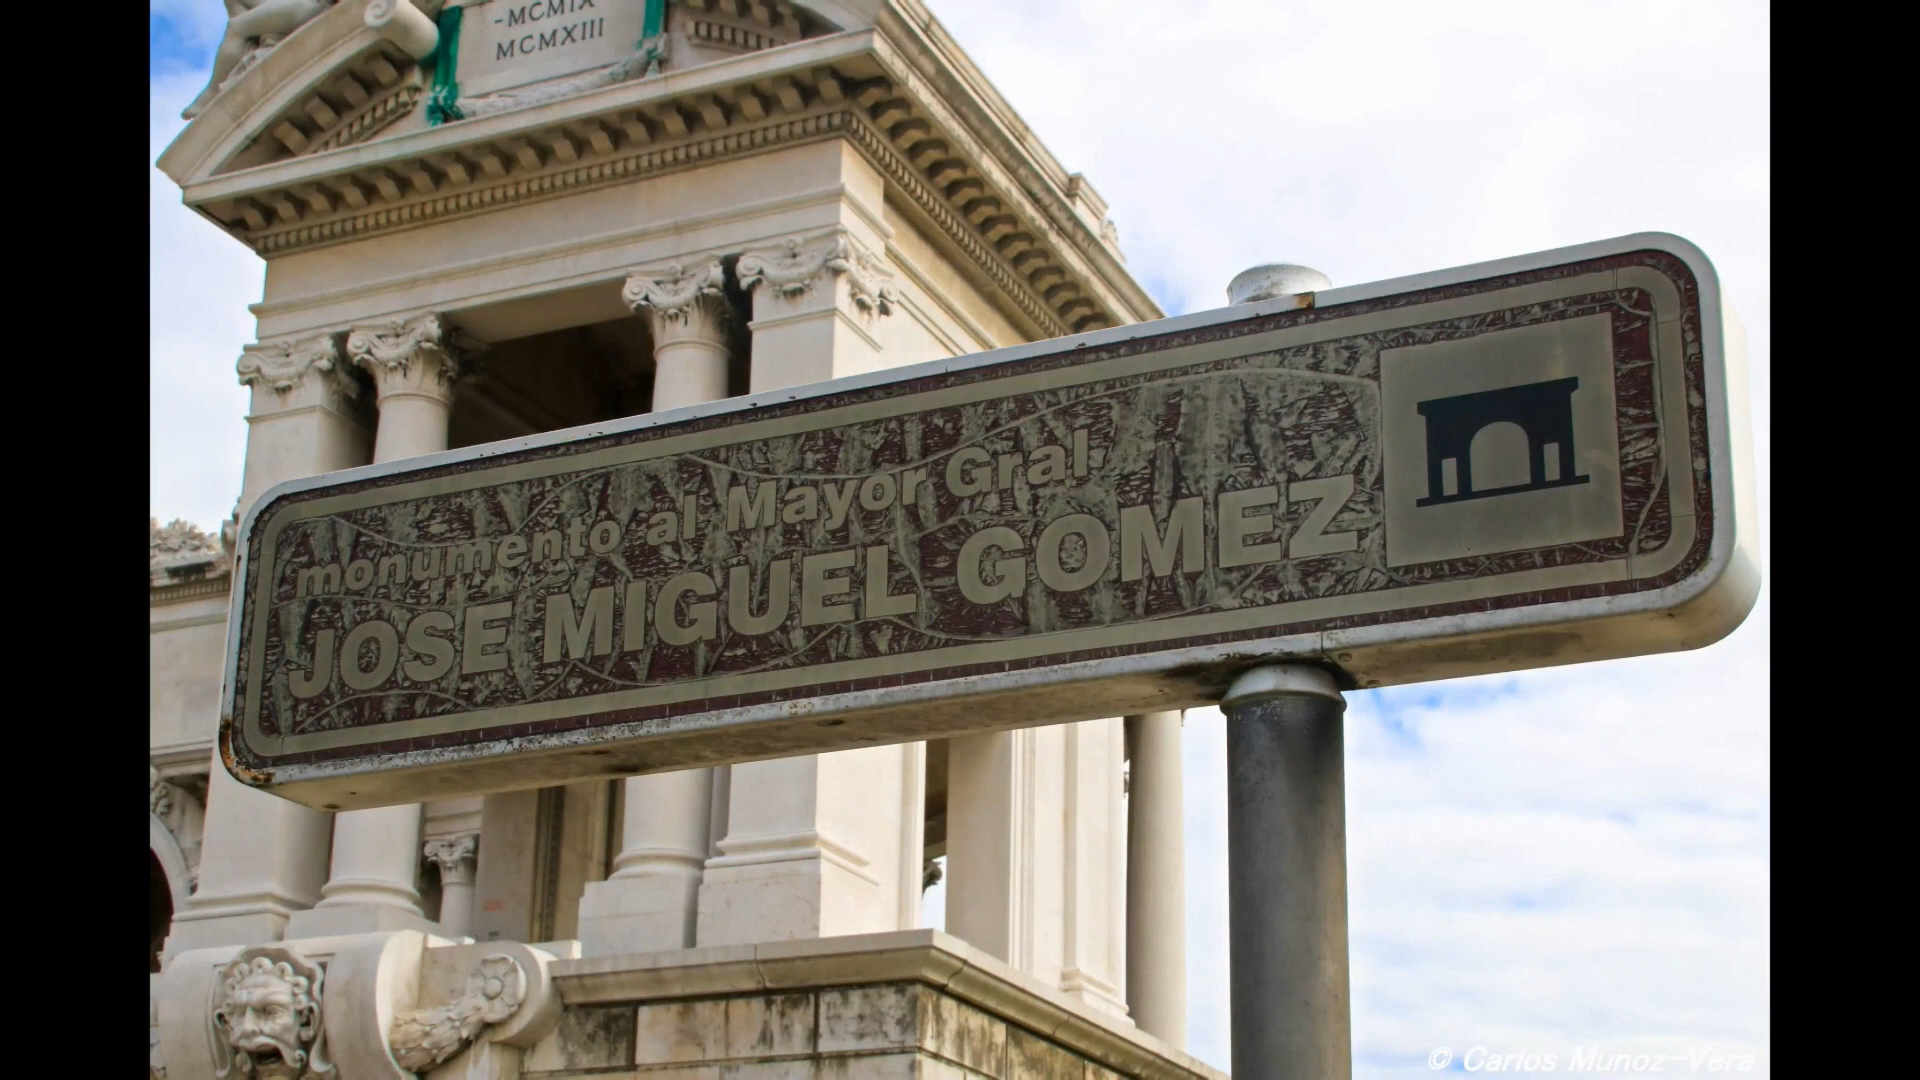 -MCMIX
MCMXIII
monumento al Mayor Gral.
JOSE MIGUEL GOMEZ
© Carlos Munoz-Vera